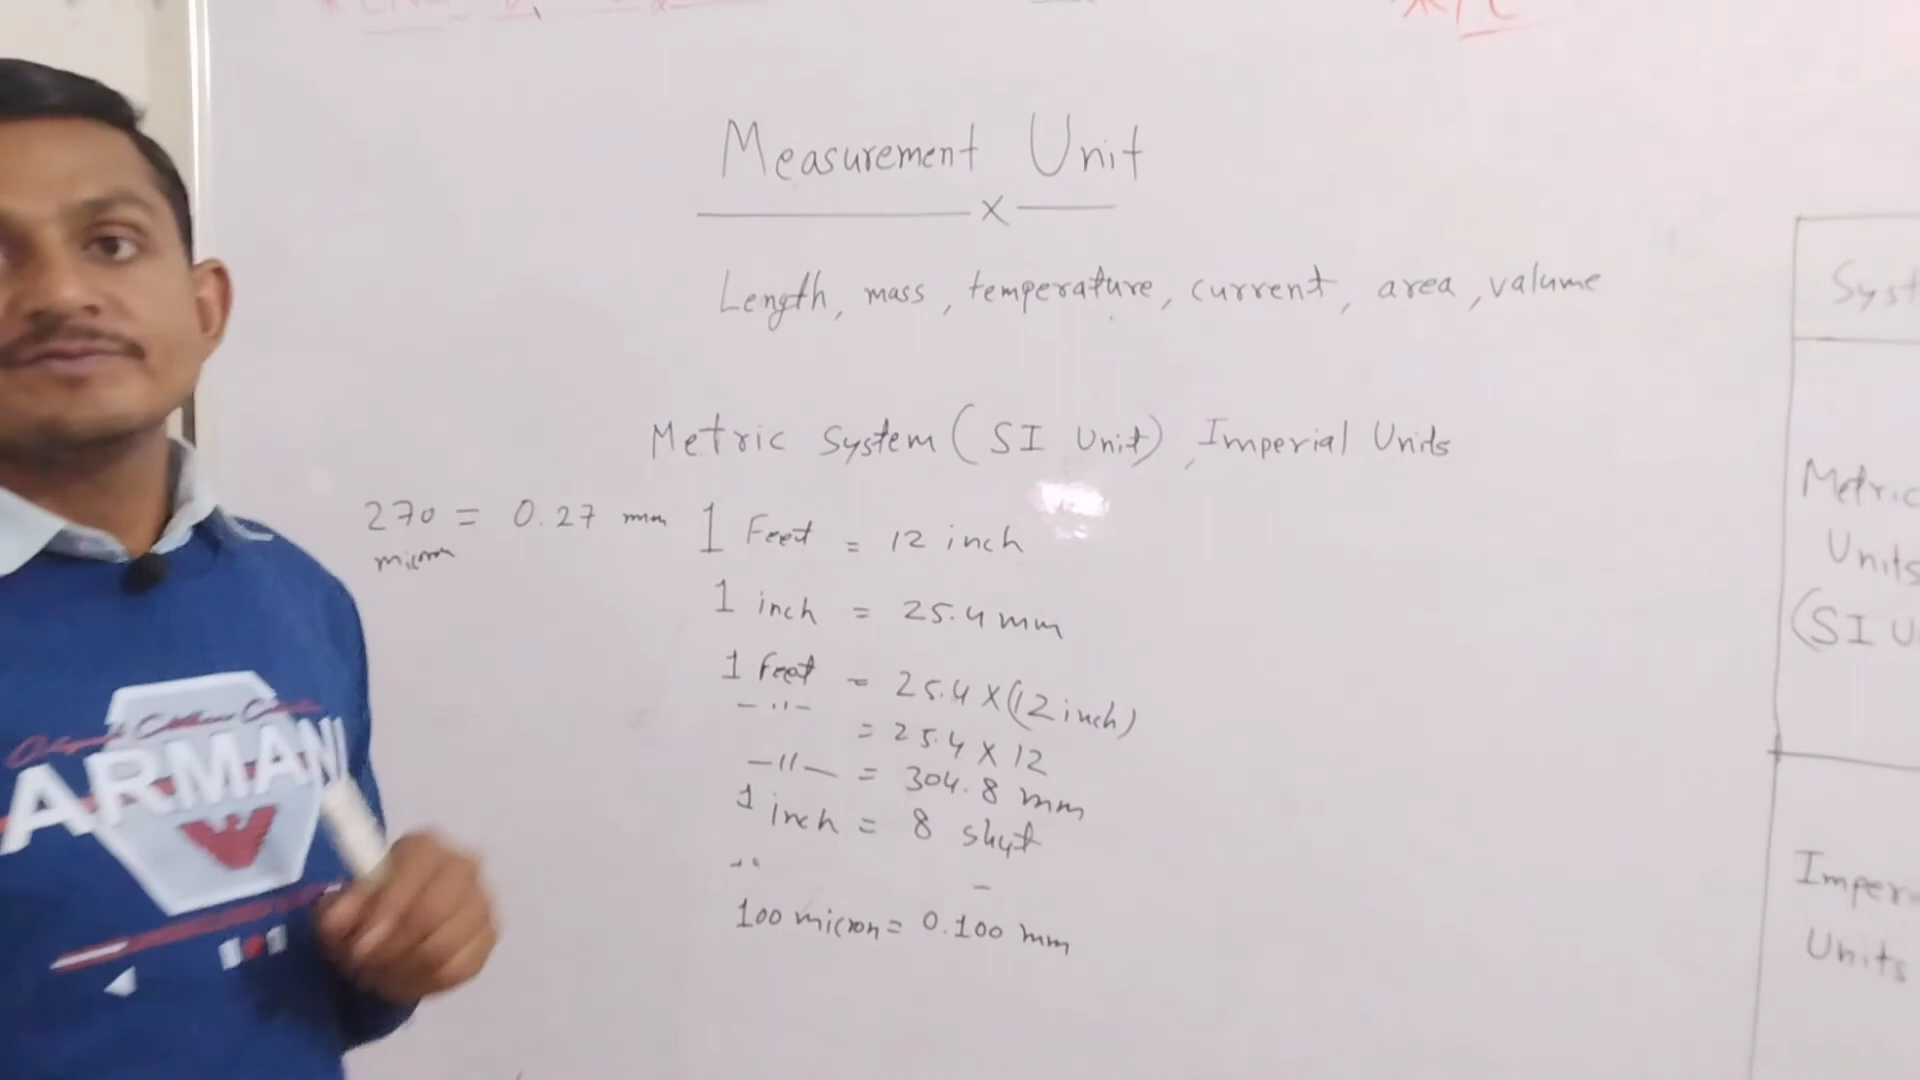 Measurement Unit
x
Length, mass, temperature, current, area, valume
Metric System (SI Unit), Imperial Units
270 = 0.27 mm
micron
1 Feet = 12 inch
1 inch = 25.4 mm
1 Feet = 25.4 X (12 inch)
-"- = 25.4 X 12
-"- = 304.8 mm
1 inch = 8
100 micron = 0.100 mm
Syst
Metric
Units
(SI U
Imper
Units
ARMANI